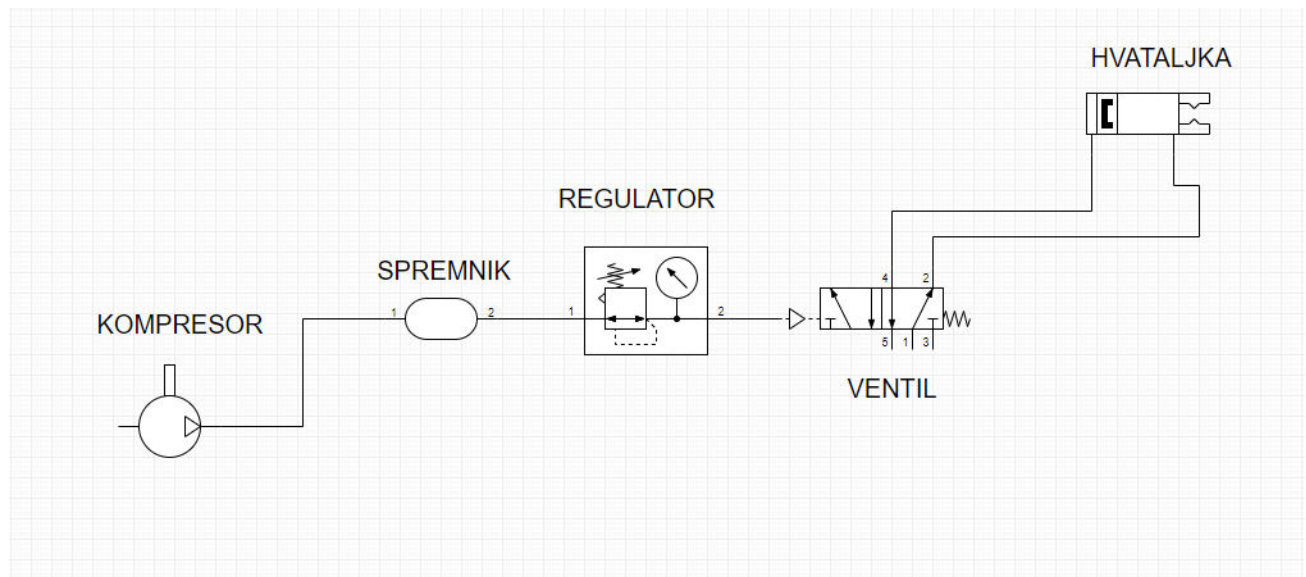 HVATALJKA
REGULATOR
SPREMNIK
KOMPRESOR
1 2
1 2
4 2
5 1 3
VENTIL